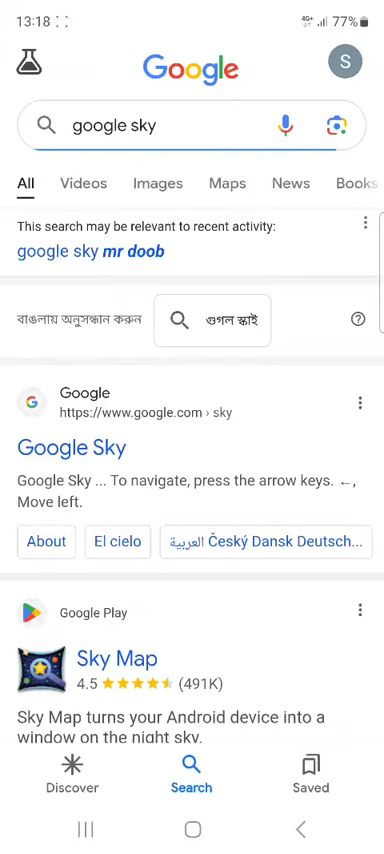 13:18
4G+ 77%
Google
S
google sky
All Videos Images Maps News Books
This search may be relevant to recent activity:
google sky mr doob
বাঙলায় অনুসন্ধান করুন গুগল স্কাই
Google
https://www.google.com › sky
Google Sky
Google Sky ... To navigate, press the arrow keys. ←,
Move left.
About El cielo العربية Český Dansk Deutsch...
Google Play
Sky Map
4.5 (491K)
Sky Map turns your Android device into a
window on the night sky.
Discover Search Saved